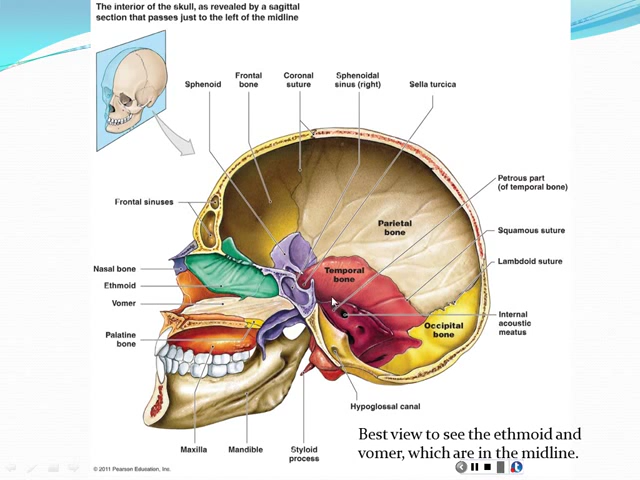 The interior of the skull, as revealed by a sagittal
section that passes just to the left of the midline
Sphenoid
Frontal
bone
Coronal
suture
Sphenoidal
sinus (right)
Sella turcica
Petrous part
(of temporal bone)
Frontal sinuses
Parietal
bone
Squamous suture
Lambdoid suture
Nasal bone
Temporal
bone
Ethmoid
Vomer
Internal
acoustic
meatus
Occipital
bone
Palatine
bone
Hypoglossal canal
Maxilla
Mandible
Styloid
process
Best view to see the ethmoid and
vomer, which are in the midline.
© 2011 Pearson Education, Inc.